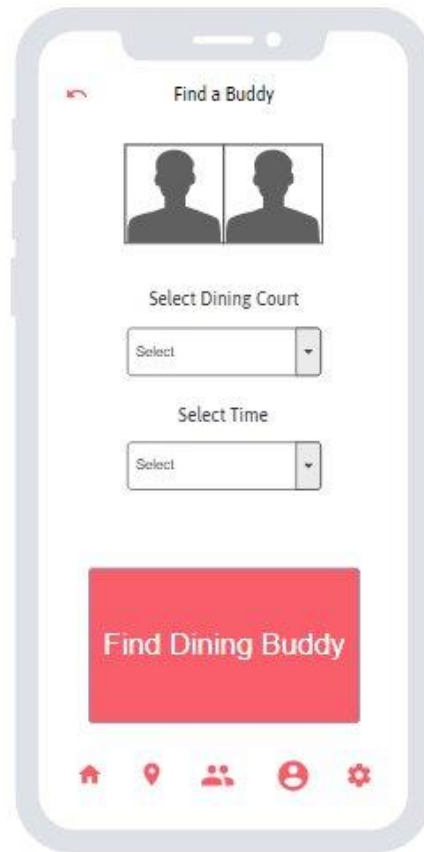 Find a Buddy
Select Dining Court
Select
Select Time
Select
Find Dining Buddy